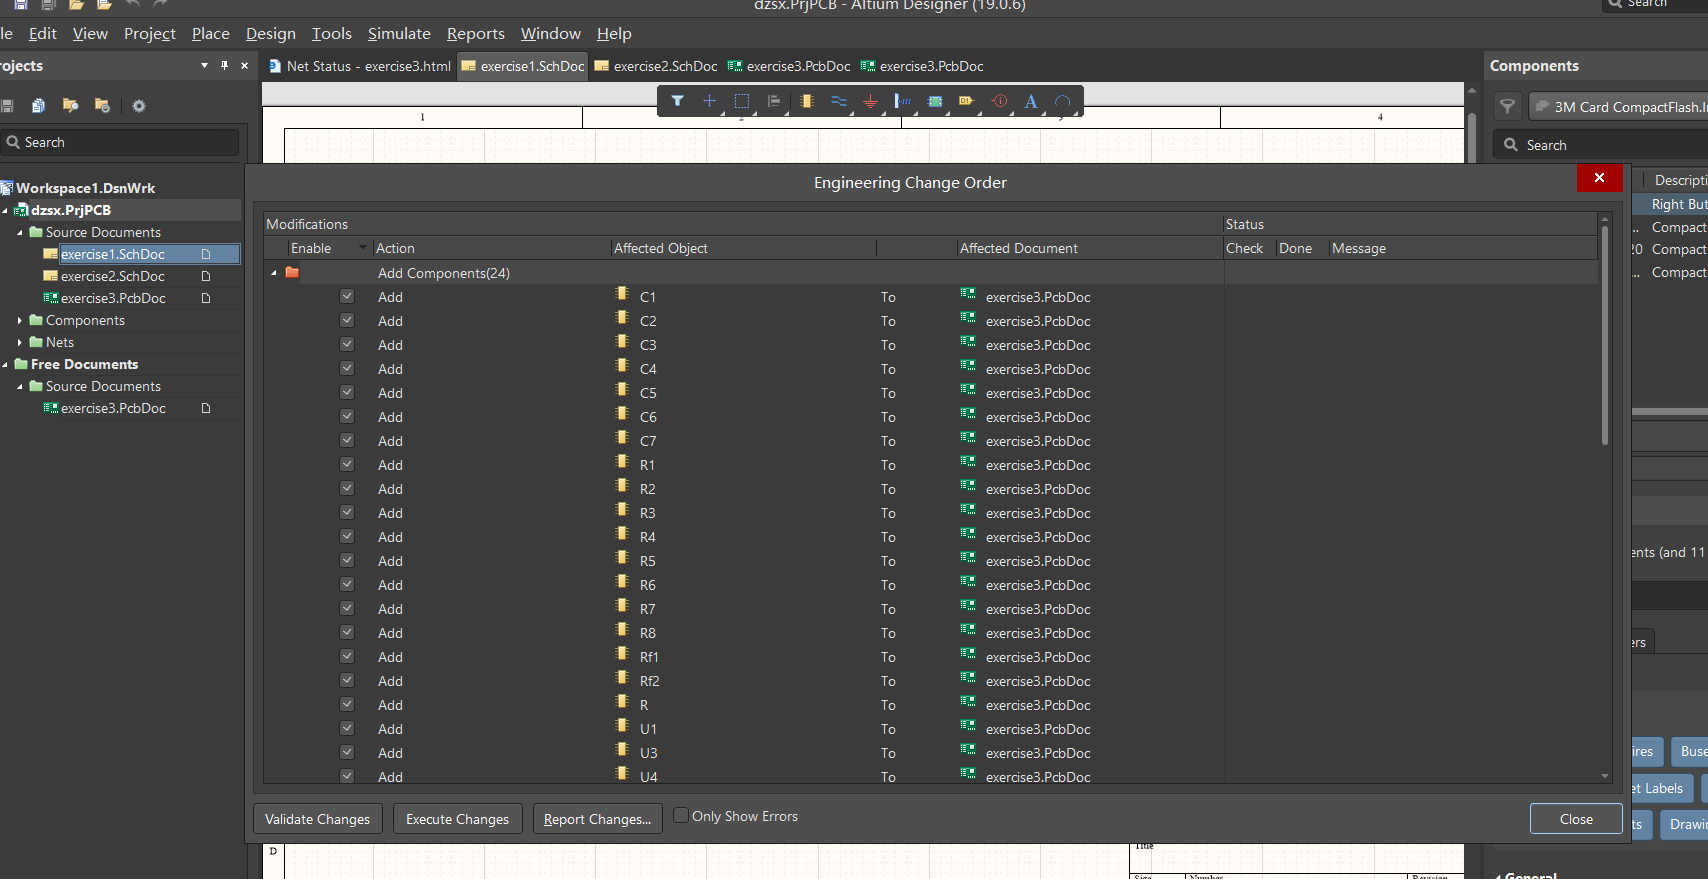 dzsx.PrjPCB - Altium Designer (19.0.6)
Search
le Edit View Project Place Design Tools Simulate Reports Window Help
rojects
Net Status - exercise3.html
exercise1.SchDoc
exercise2.SchDoc
exercise3.PcbDoc
exercise3.PcbDoc
Components
3M Card CompactFlash.In
Search
1
2
3
4
Search
Workspace1.DsnWrk
dzsx.PrjPCB
Source Documents
exercise1.SchDoc
exercise2.SchDoc
exercise3.PcbDoc
Components
Nets
Free Documents
Source Documents
exercise3.PcbDoc
Engineering Change Order
Modifications Status
Enable Action Affected Object Affected Document Check Done Message
Add Components(24)
Add C1 To exercise3.PcbDoc
Add C2 To exercise3.PcbDoc
Add C3 To exercise3.PcbDoc
Add C4 To exercise3.PcbDoc
Add C5 To exercise3.PcbDoc
Add C6 To exercise3.PcbDoc
Add C7 To exercise3.PcbDoc
Add R1 To exercise3.PcbDoc
Add R2 To exercise3.PcbDoc
Add R3 To exercise3.PcbDoc
Add R4 To exercise3.PcbDoc
Add R5 To exercise3.PcbDoc
Add R6 To exercise3.PcbDoc
Add R7 To exercise3.PcbDoc
Add R8 To exercise3.PcbDoc
Add Rf1 To exercise3.PcbDoc
Add Rf2 To exercise3.PcbDoc
Add R To exercise3.PcbDoc
Add U1 To exercise3.PcbDoc
Add U3 To exercise3.PcbDoc
Add U4 To exercise3.PcbDoc
Validate Changes
Execute Changes
Report Changes...
Only Show Errors
Close
Descripti
Right But
... Compact
20 Compact
... Compact
ents (and 11
ers
ires
Buse
et Labels
ts
Drawin
General
D
Title
Size
Number
Revision